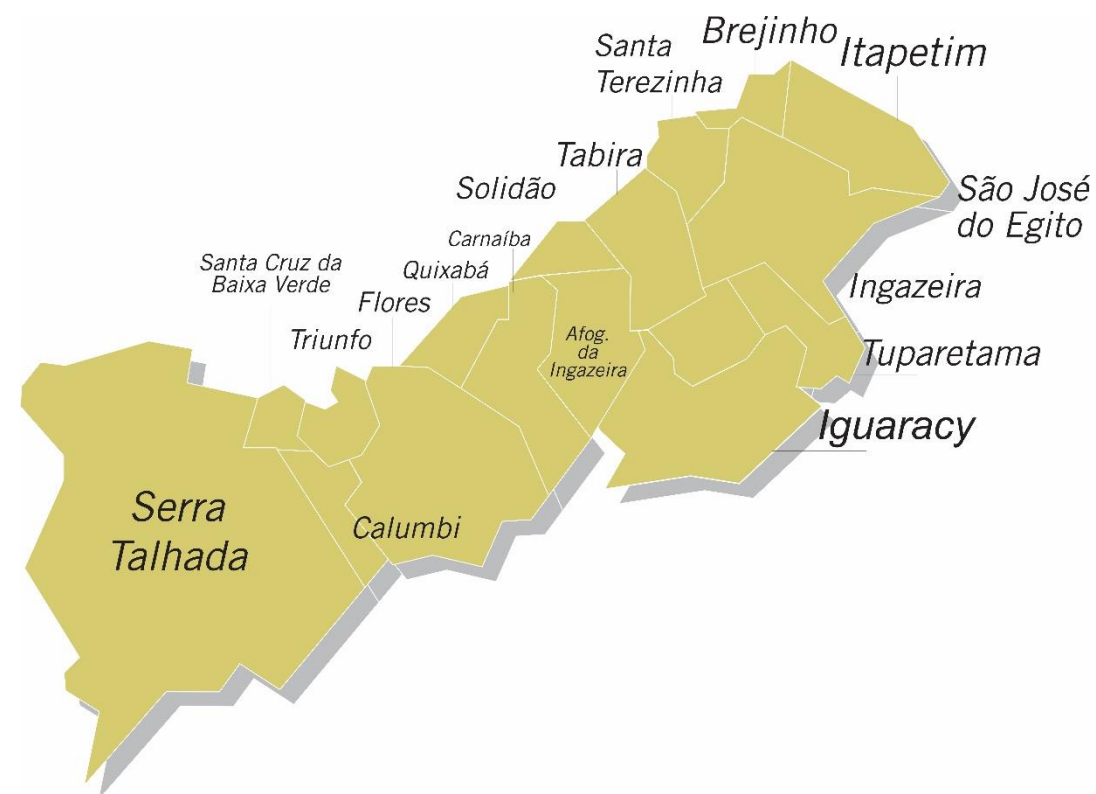 Brejinho
Itapetim
Santa
Terezinha
Tabira
Solidão
São José
do Egito
Carnaíba
Quixabá
Santa Cruz da
Baixa Verde
Flores
Ingazeira
Triunfo
Afog.
da
Ingazeira
Tuparetama
Iguaracy
Serra
Talhada
Calumbi